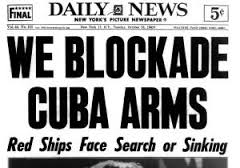 FINAL
DAILY NEWS
NEW YORK'S PICTURE NEWSPAPER
5¢
WE BLOCKADE
CUBA ARMS
Red Ships Face Search or Sinking